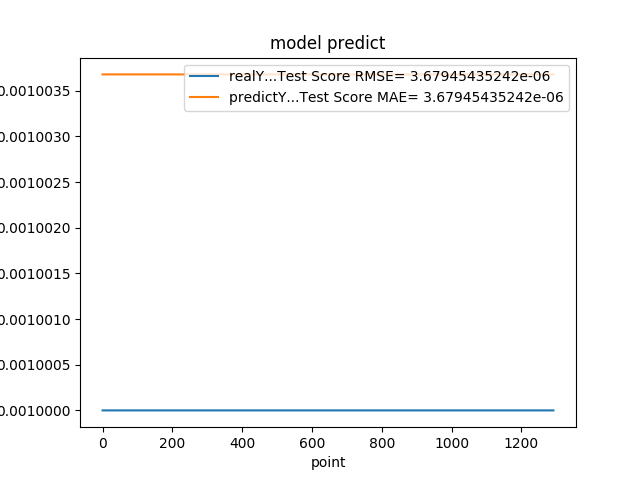 model predict
realY...Test Score RMSE= 3.67945435242e-06
predictY...Test Score MAE= 3.67945435242e-06
0.0010035
0.0010030
0.0010025
0.0010020
0.0010015
0.0010010
0.0010005
0.0010000
0 200 400 600 800 1000 1200
point